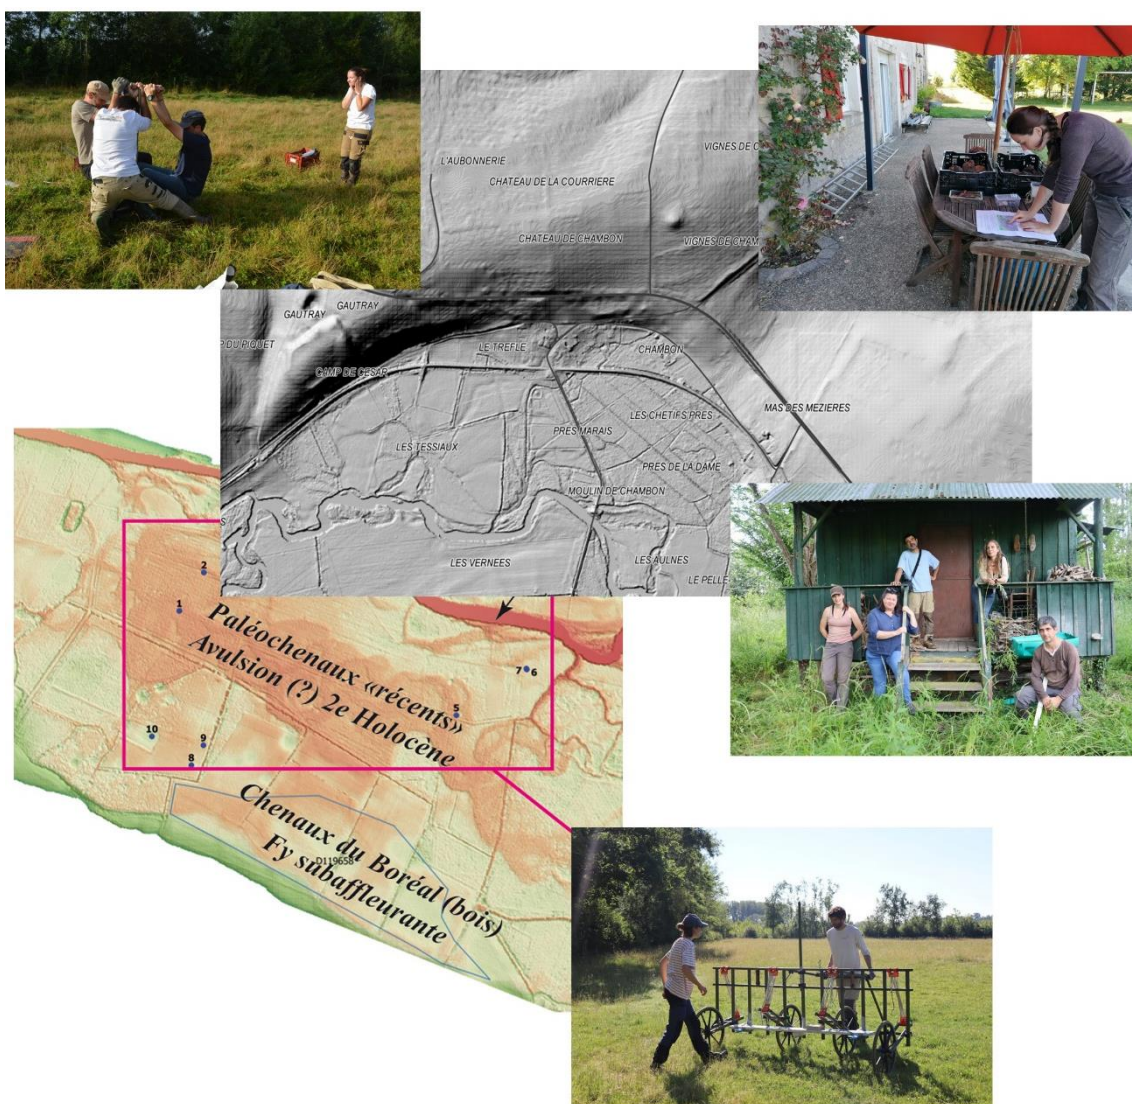 L'AUBONNERIE
CHATEAU DE LA COURRIERE
VIGNES DE C
CHATEAU DE CHAMBON
VIGNES DE CHAM
GAUTRAY
GAUTRAY
P DU PIQUET
CAMP DE CESAR
LE TREFLE
CHAMBON
MAS DES MEZIERES
LES CHETIFS PRES
PRES MARAIS
LES TESSIAUX
PRES DE LA DAME
MOULIN DE CHAMBON
LES VERNEES
LES AULNES
LE PELLE
S
2
1
Paléochenaux «récents»
Avulsion (?) 2e Holocène
7
6
5
10
9
8
Chenaux du Boréal (bois)
D119658
Fy subaffleurante